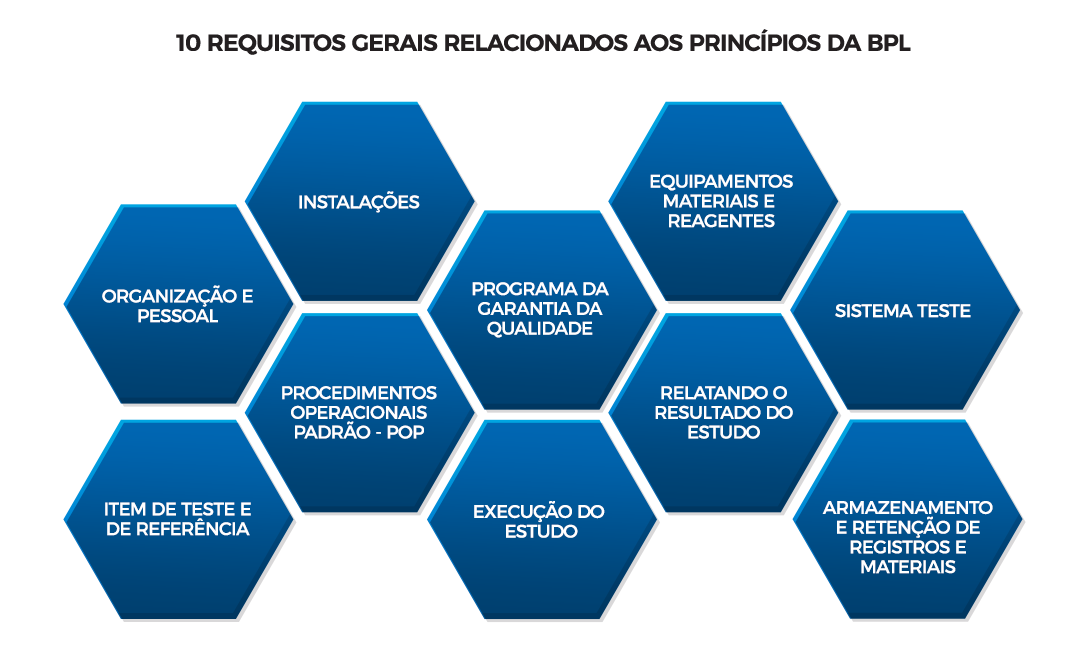 10 REQUISITOS GERAIS RELACIONADOS AOS PRINCÍPIOS DA BPL
INSTALAÇÕES
EQUIPAMENTOS
MATERIAIS E
REAGENTES
ORGANIZAÇÃO E
PESSOAL
PROGRAMA DA
GARANTIA DA
QUALIDADE
SISTEMA TESTE
PROCEDIMENTOS
OPERACIONAIS
PADRÃO - POP
RELATANDO O
RESULTADO DO
ESTUDO
ITEM DE TESTE E
DE REFERÊNCIA
EXECUÇÃO DO
ESTUDO
ARMAZENAMENTO
E RETENÇÃO DE
REGISTROS E
MATERIAIS